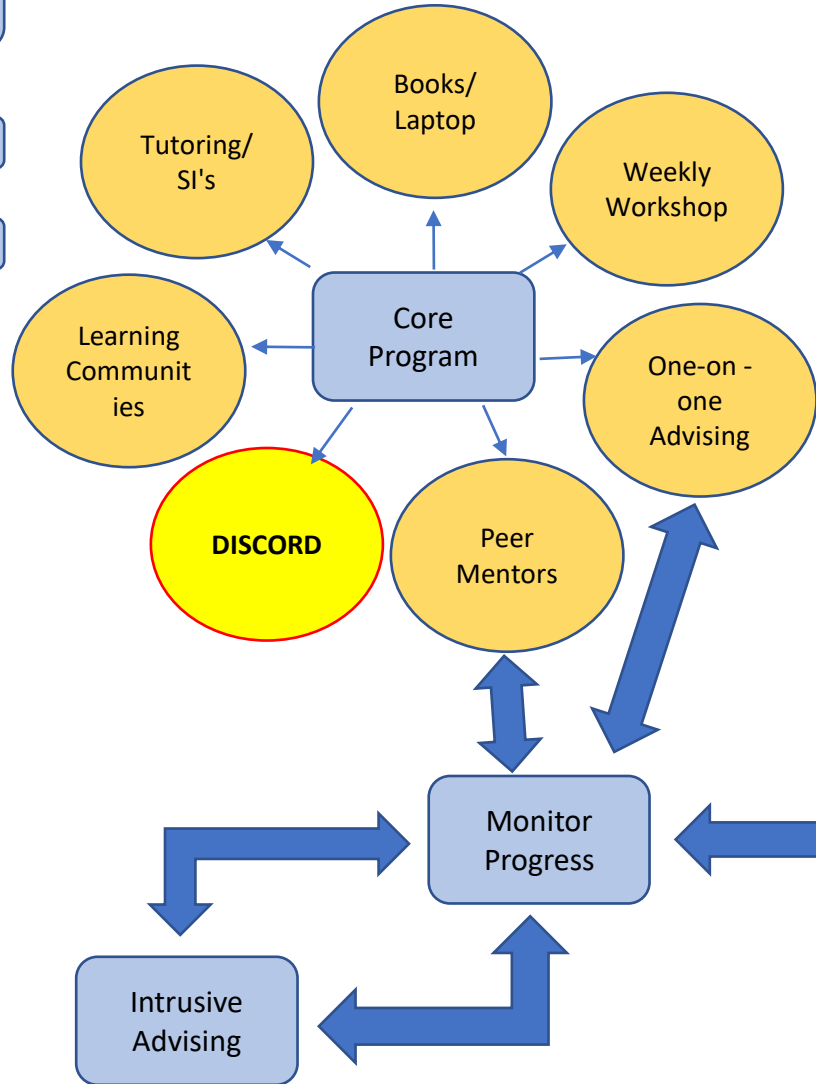 Books/
Laptop
Tutoring/
SI's
Weekly
Workshop
Core
Program
Learning
Communit
ies
One-on -
one
Advising
DISCORD
Peer
Mentors
Monitor
Progress
Intrusive
Advising